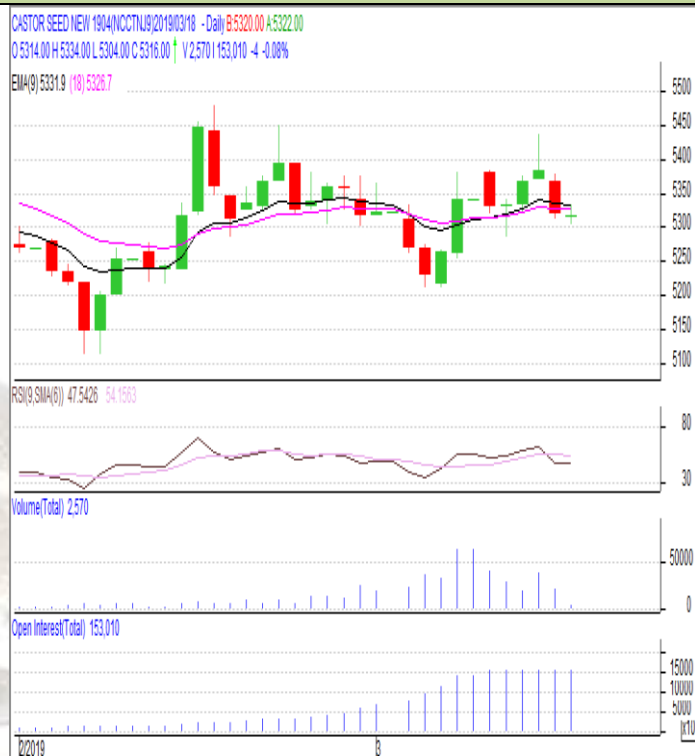 CASTOR SEED NEW 1904(NCCTNJ9)2019/03/18 - Daily B:5320.00 A:5322.00
O 5314.00 H 5334.00 L 5304.00 C 5316.00 V 2,570 I 153,010 -4 -0.08%
EMA(9) 5331.9 (18) 5326.7
5500
5450
5400
5350
5300
5250
5200
5150
5100
RSI(9,SMA(6)) 47.5426 54.1563
80
30
Volume(Total) 2,570
50000
0
Open Interest(Total) 153,010
15000
10000
5000
2/2019 3